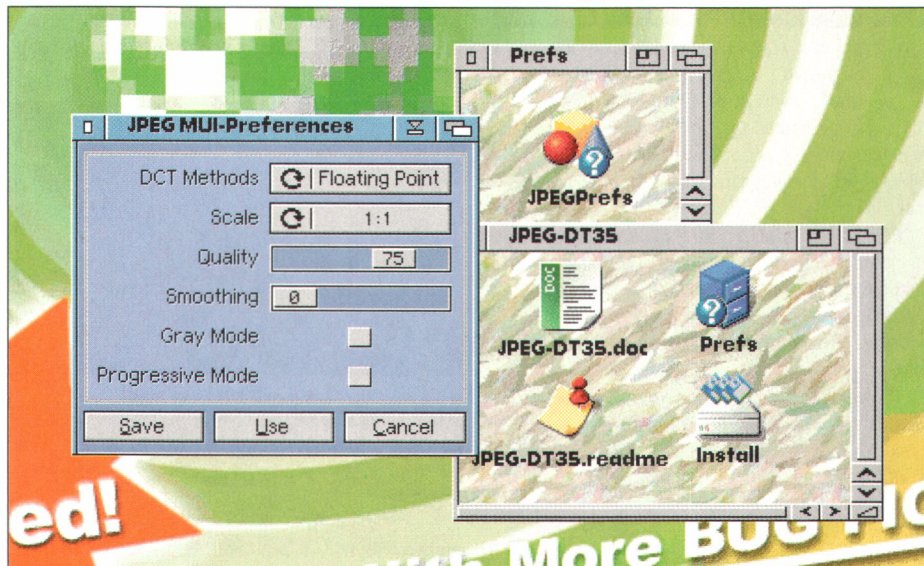 Prefs
JPEGPrefs
JPEG MUI-Preferences
DCT Methods Floating Point
Scale 1:1
Quality 75
Smoothing 0
Gray Mode
Progressive Mode
Save Use Cancel
JPEG-DT35
DOC
JPEG-DT35.doc Prefs
JPEG-DT35.readme Install
ed!
With More BUG